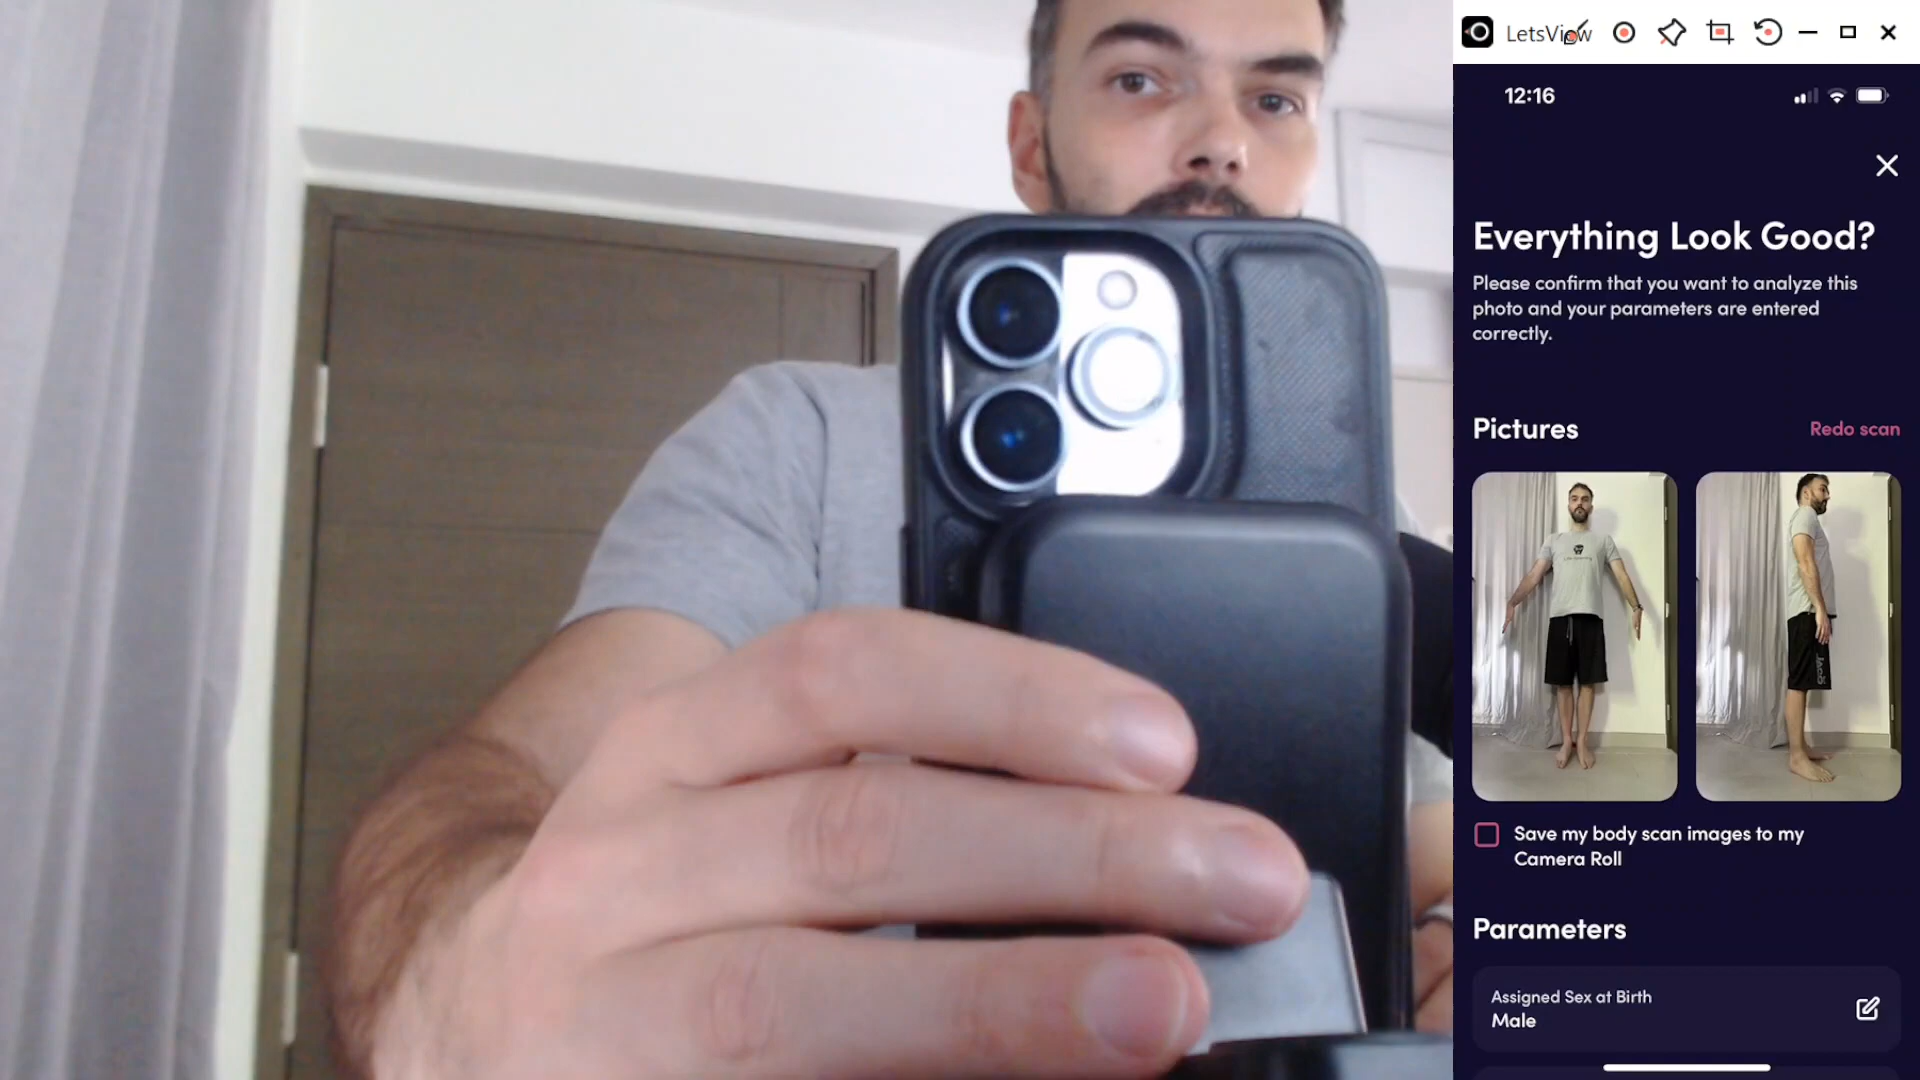 LetsView
12:16
Everything Look Good?
Please confirm that you want to analyze this
photo and your parameters are entered
correctly.
Pictures
Redo scan
Save my body scan images to my
Camera Roll
Parameters
Assigned Sex at Birth
Male